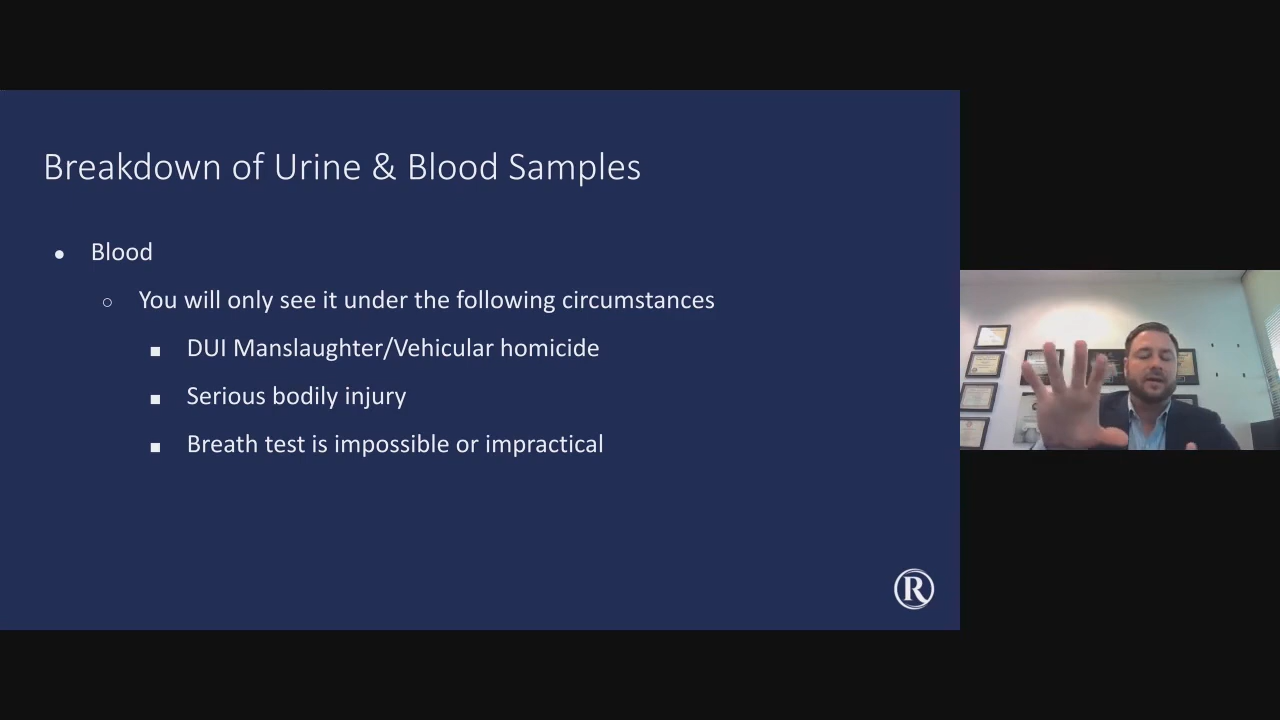 Breakdown of Urine & Blood Samples
Blood
You will only see it under the following circumstances
DUI Manslaughter/Vehicular homicide
Serious bodily injury
Breath test is impossible or impractical
R